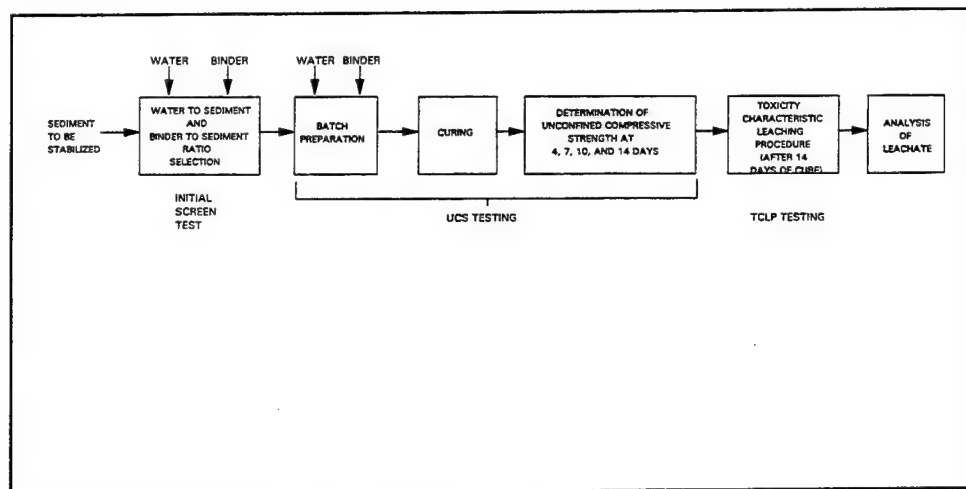 WATER BINDER
WATER BINDER
SEDIMENT
TO BE
STABILIZED
WATER TO SEDIMENT
AND
BINDER TO SEDIMENT
RATIO
SELECTION
BATCH
PREPARATION
CURING
DETERMINATION OF
UNCONFINED COMPRESSIVE
STRENGTH AT
4, 7, 10, AND 14 DAYS
TOXICITY
CHARACTERISTIC
LEACHING
PROCEDURE
(AFTER 14
DAYS OF CURE)
ANALYSIS
OF
LEACHATE
INITIAL
SCREEN
TEST
UCS TESTING
TCLP TESTING